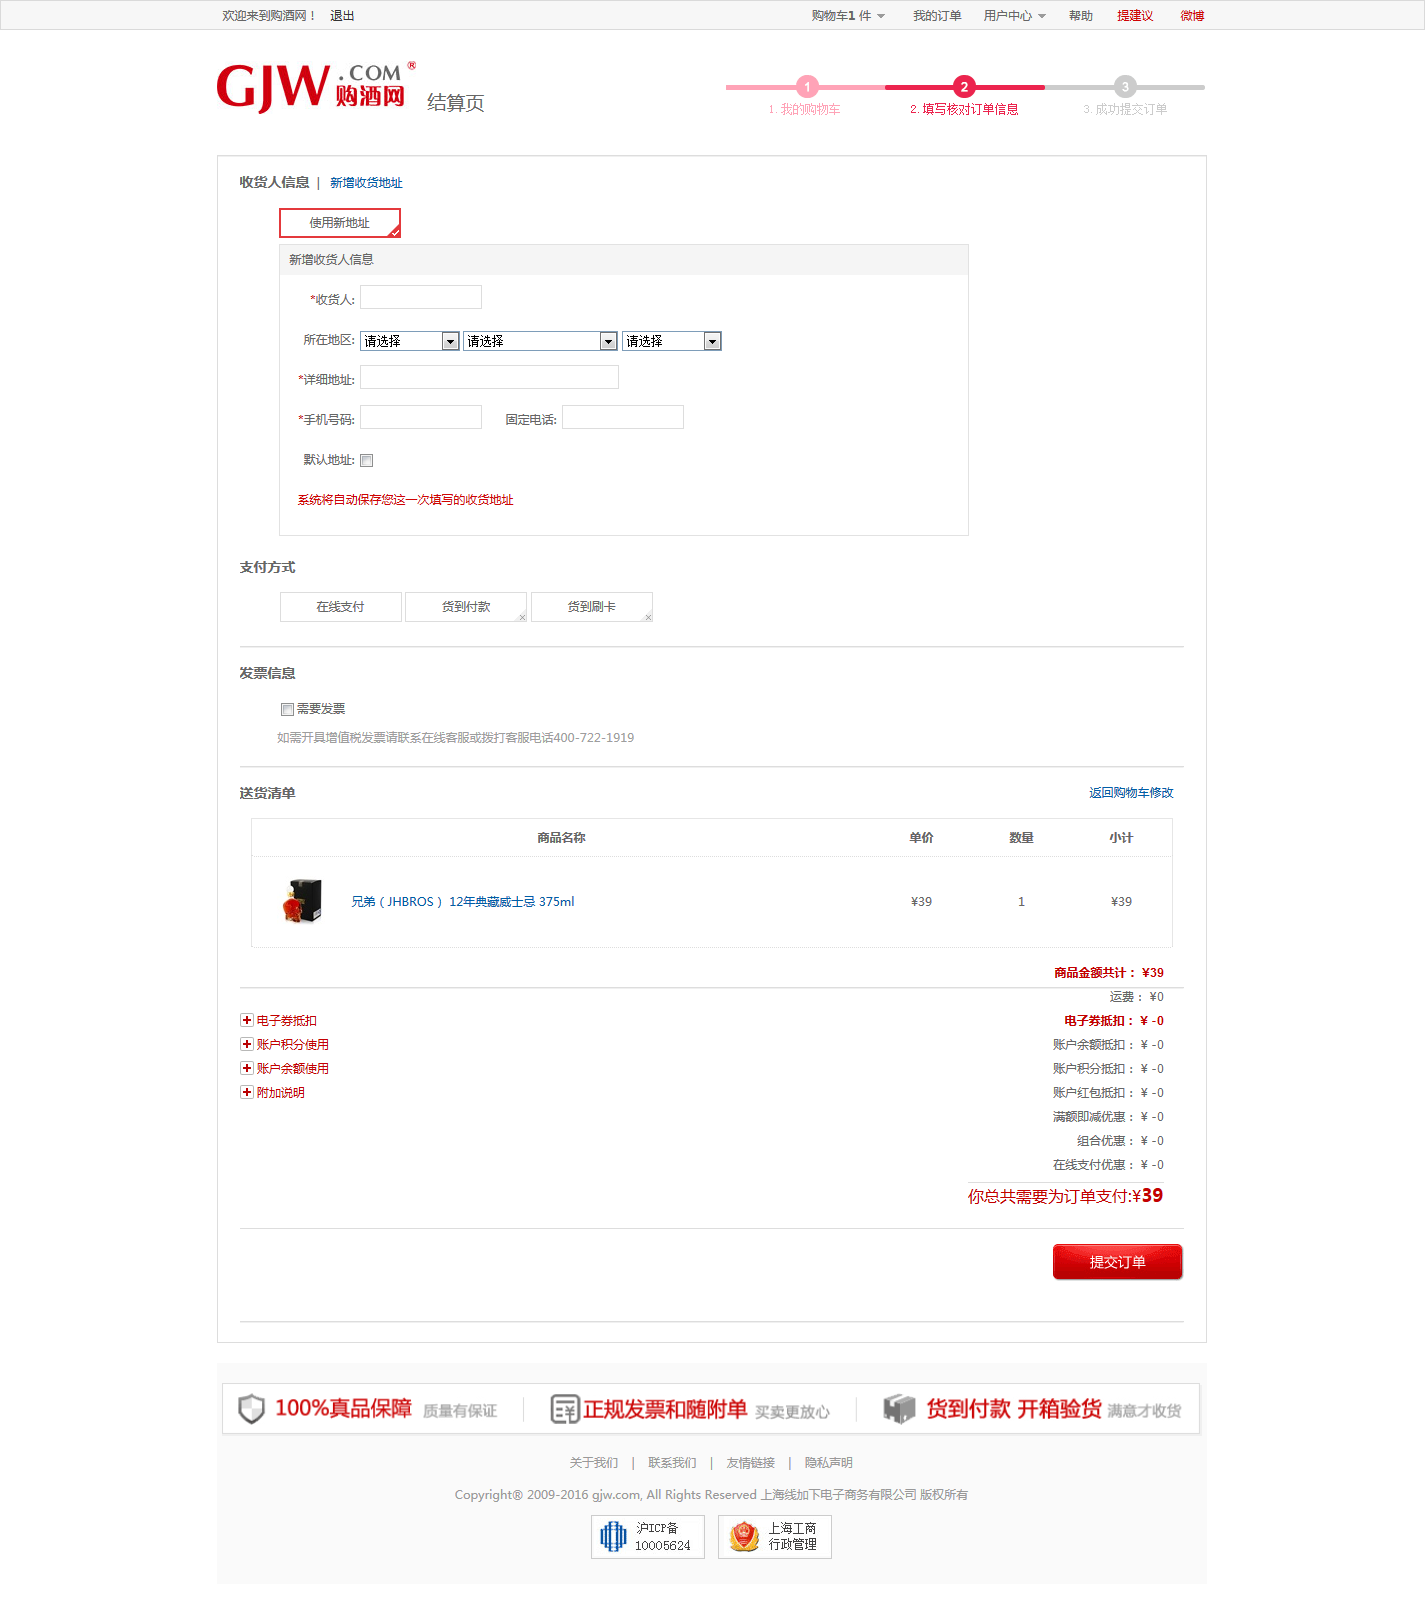 欢迎来到购酒网！ 退出 购物车1 件 我的订单 用户中心 帮助 提建议 微博
GJW.COM® 购酒网 结算页
1 2 3
1. 我的购物车 2. 填写核对订单信息 3. 成功提交订单
收货人信息 | 新增收货地址
使用新地址
新增收货人信息
*收货人:
所在地区: 请选择 请选择 请选择
*详细地址:
*手机号码: 固定电话:
默认地址:
系统将自动保存您这一次填写的收货地址
支付方式
在线支付 货到付款 货到刷卡
发票信息
需要发票
如需开具增值税发票请联系在线客服或拨打客服电话400-722-1919
送货清单 返回购物车修改
商品名称 单价 数量 小计
兄弟（JHBROS） 12年典藏威士忌 375ml ¥39 1 ¥39
商品金额共计： ¥39
运费： ¥0
电子券抵扣 电子券抵扣： ¥ -0
账户积分使用 账户余额抵扣： ¥ -0
账户余额使用 账户积分抵扣： ¥ -0
附加说明 账户红包抵扣： ¥ -0
满额即减优惠： ¥ -0
组合优惠： ¥ -0
在线支付优惠： ¥ -0
你总共需要为订单支付:¥39
提交订单
100%真品保障 质量有保证 正规发票和随附单 买卖更放心 货到付款 开箱验货 满意才收货
关于我们 | 联系我们 | 友情链接 | 隐私声明
Copyright® 2009-2016 gjw.com, All Rights Reserved 上海线加下电子商务有限公司 版权所有
沪ICP备 10005624 上海工商 行政管理